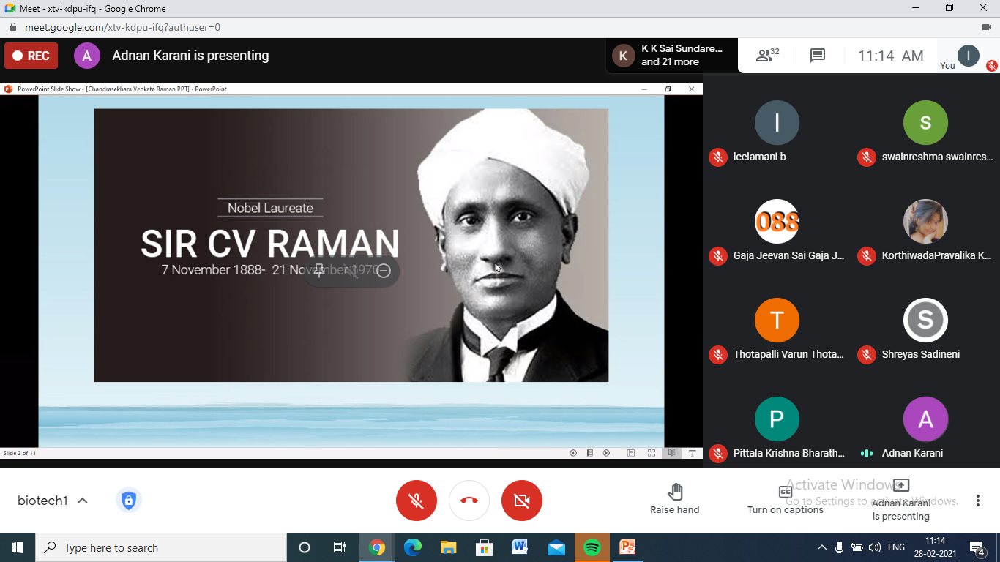 Meet - xtv-kdpu-ifq - Google Chrome
meet.google.com/xtv-kdpu-ifq?authuser=0
REC
A
Adnan Karani is presenting
K
K K Sai Sundare...
and 21 more
32
11:14 AM
You
I
PowerPoint Slide Show - [Chandrasekhara Venkata Raman PPT] - PowerPoint
Nobel Laureate
SIR CV RAMAN
7 November 1888- 21 November 1970
Slide 2 of 11
I
leelamani b
S
swainreshma swainres...
088
Gaja Jeevan Sai Gaja J...
KorthiwadaPravalika K...
T
Thotapalli Varun Thota...
S
Shreyas Sadineni
P
Pittala Krishna Bharath...
A
Adnan Karani
biotech1
Raise hand
Turn on captions
Adnan Karani
is presenting
Activate Windows
Go to Settings to activate Windows.
Type here to search
ENG
11:14
28-02-2021
4